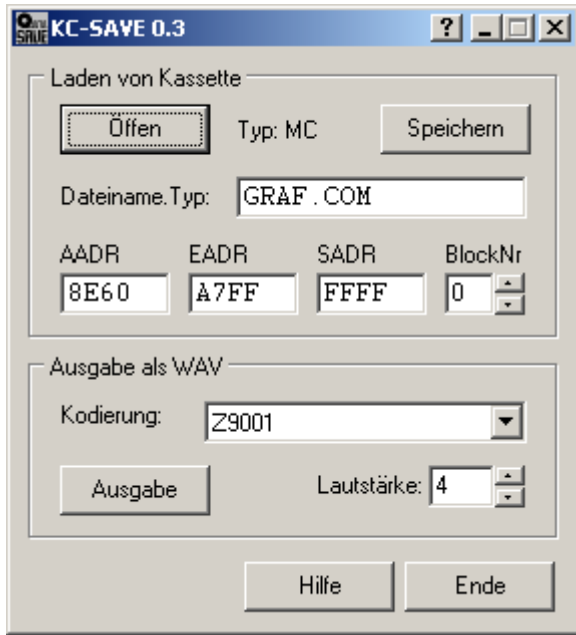 KC-SAVE 0.3
Laden von Kassette
Öffen Typ: MC Speichern
Dateiname.Typ: GRAF.COM
AADR EADR SADR BlockNr
8E60 A7FF FFFF 0
Ausgabe als WAV
Kodierung: Z9001
Ausgabe Lautstärke: 4
Hilfe Ende